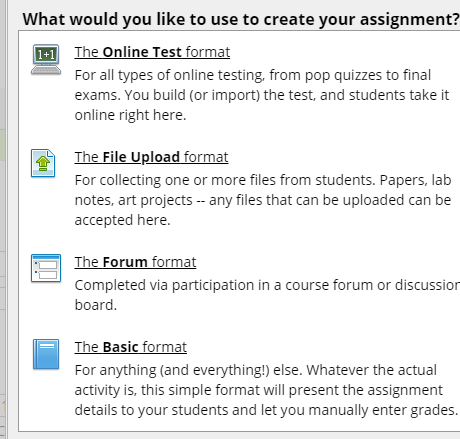 What would you like to use to create your assignment?
1+1
The Online Test format
For all types of online testing, from pop quizzes to final
exams. You build (or import) the test, and students take it
online right here.
The File Upload format
For collecting one or more files from students. Papers, lab
notes, art projects -- any files that can be uploaded can be
accepted here.
The Forum format
Completed via participation in a course forum or discussion
board.
The Basic format
For anything (and everything!) else. Whatever the actual
activity is, this simple format will present the assignment
details to your students and let you manually enter grades.